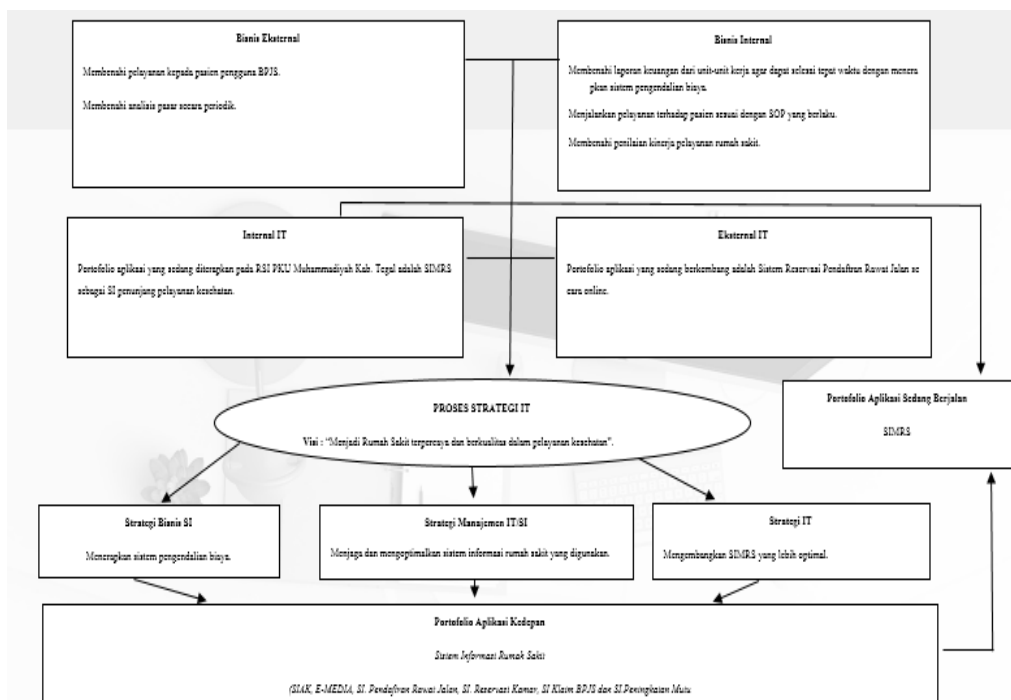 Bisnis Eksternal
Membenahi pelayanan kepada pasien pengguna BPJS.
Membenahi analisis pasar secara periodik.
Bisnis Internal
Membenahi laporan keuangan dari unit-unit kerja agar dapat selesai tepat waktu dengan menera
pkan sistem pengendalian biaya.
Menjalankan pelayanan terhadap pasien sesuai dengan SOP yang berlaku.
Membenahi penilaian kinerja pelayanan rumah sakit.
Internal IT
Portofolio aplikasi yang sedang diterapkan pada RSI PKU Muhammadiyah Kab. Tegal adalah SIMRS
sebagai SI penunjang pelayanan kesehatan.
Eksternal IT
Portofolio aplikasi yang sedang berkembang adalah Sistem Reservasi Pendaftran Rawat Jalan se
cara online.
PROSES STRATEGI IT
Visi : “Menjadi Rumah Sakit terpercaya dan berkualitas dalam pelayanan kesehatan”.
Portofolio Aplikasi Sedang Berjalan
SIMRS
Strategi Bisnis SI
Menerapkan sistem pengendalian biaya.
Strategi Manajemen IT/SI
Menjaga dan mengoptimalkan sistem informasi rumah sakit yang digunakan.
Strategi IT
Mengembangkan SIMRS yang lebih optimal.
Portofolio Aplikasi Kedepan
Sistem Informasi Rumah Sakit
(SIAK, E-MEDIA, SI. Pendaftran Rawat Jalan, SI. Reservasi Kamar, SI Klaim BPJS dan SI Peningkatan Mutu